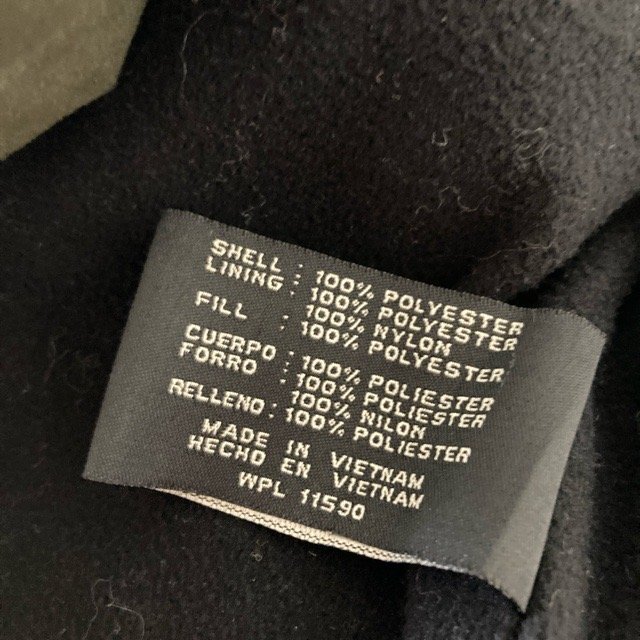 SHELL : 100% POLYESTER
LINING : 100% POLYESTER
100% NYLON
FILL : 100% POLYESTER
CUERPO : 100% POLIESTER
FORRO : 100% POLIESTER
100% NILON
RELLENO : 100% POLIESTER
MADE IN VIETNAM
HECHO EN VIETNAM
WPL 11590